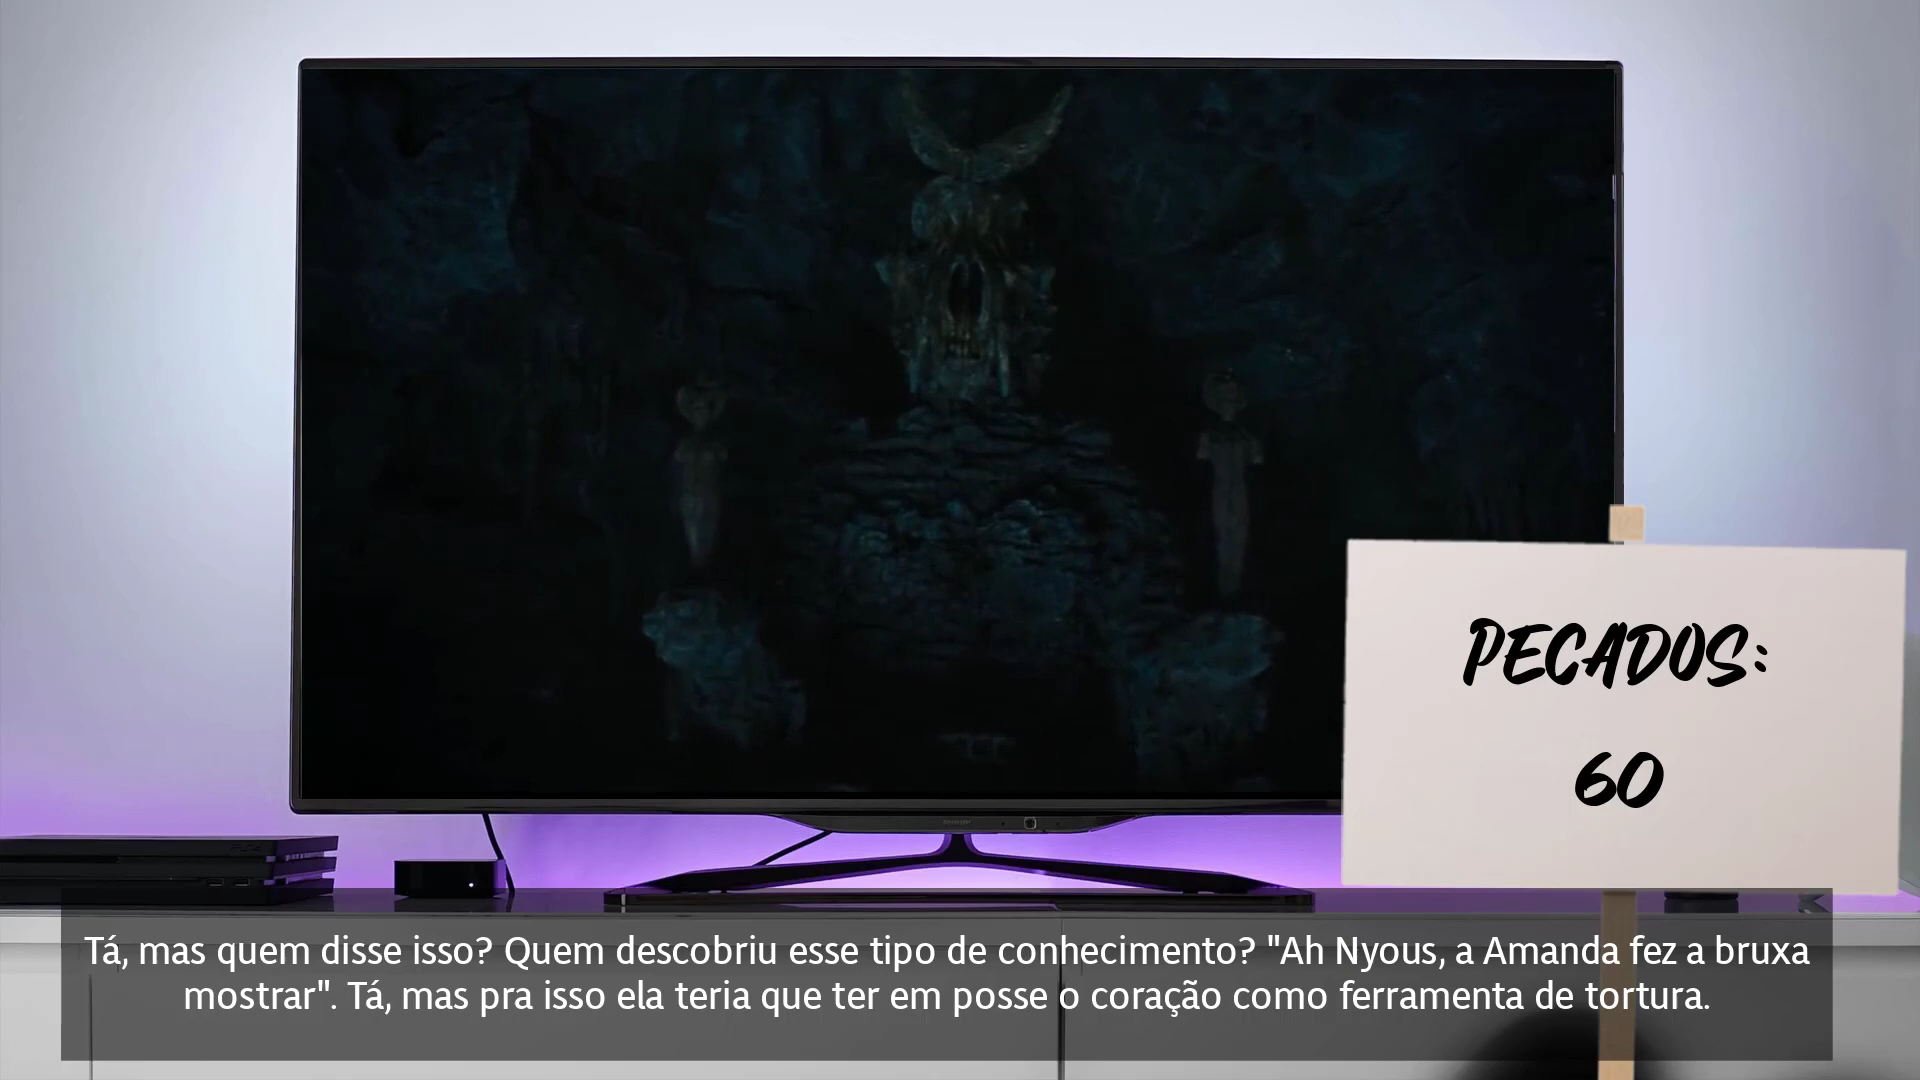 PECADOS:
60
Tá, mas quem disse isso? Quem descobriu esse tipo de conhecimento? "Ah Nyous, a Amanda fez a bruxa
mostrar". Tá, mas pra isso ela teria que ter em posse o coração como ferramenta de tortura.